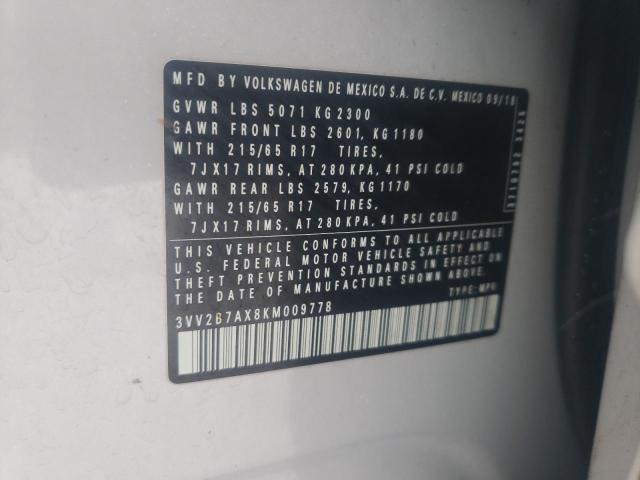 MFD BY VOLKSWAGEN DE MEXICO S.A. DE C.V. MEXICO 09/18
GVWR LBS 5071 KG 2300
GAWR FRONT LBS 2601, KG 1180
WITH 215/65 R17 TIRES,
7JX17 RIMS, AT 280 KPA, 41 PSI COLD
GAWR REAR LBS 2579, KG 1170
WITH 215/65 R17 TIRES,
7JX17 RIMS, AT 280 KPA, 41 PSI COLD
THIS VEHICLE CONFORMS TO ALL APPLICABLE
U.S. FEDERAL MOTOR VEHICLE SAFETY AND
THEFT PREVENTION STANDARDS IN EFFECT ON
THE DATE OF MANUFACTURE SHOWN ABOVE.
TYPE: MPV
3VV2B7AX8KM009778